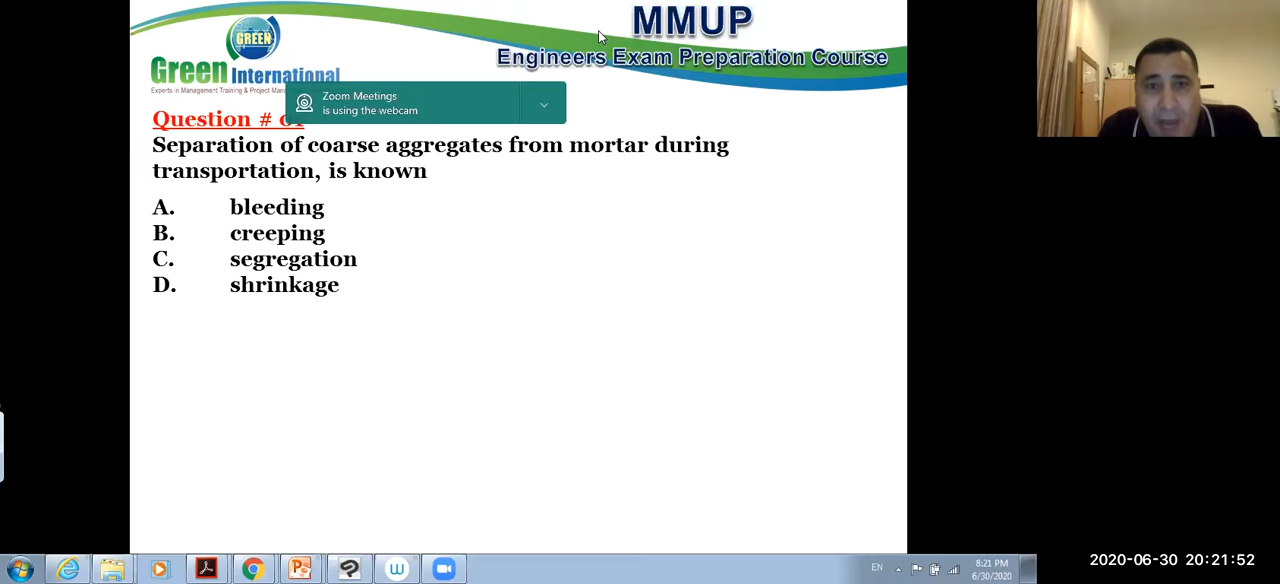 MMUP
Engineers Exam Preparation Course
GREEN
Green International
Experts in Management Training & Project
Zoom Meetings
is using the webcam
Question #
Separation of coarse aggregates from mortar during
transportation, is known
A. bleeding
B. creeping
C. segregation
D. shrinkage
EN
8:21 PM
6/30/2020
2020-06-30 20:21:52